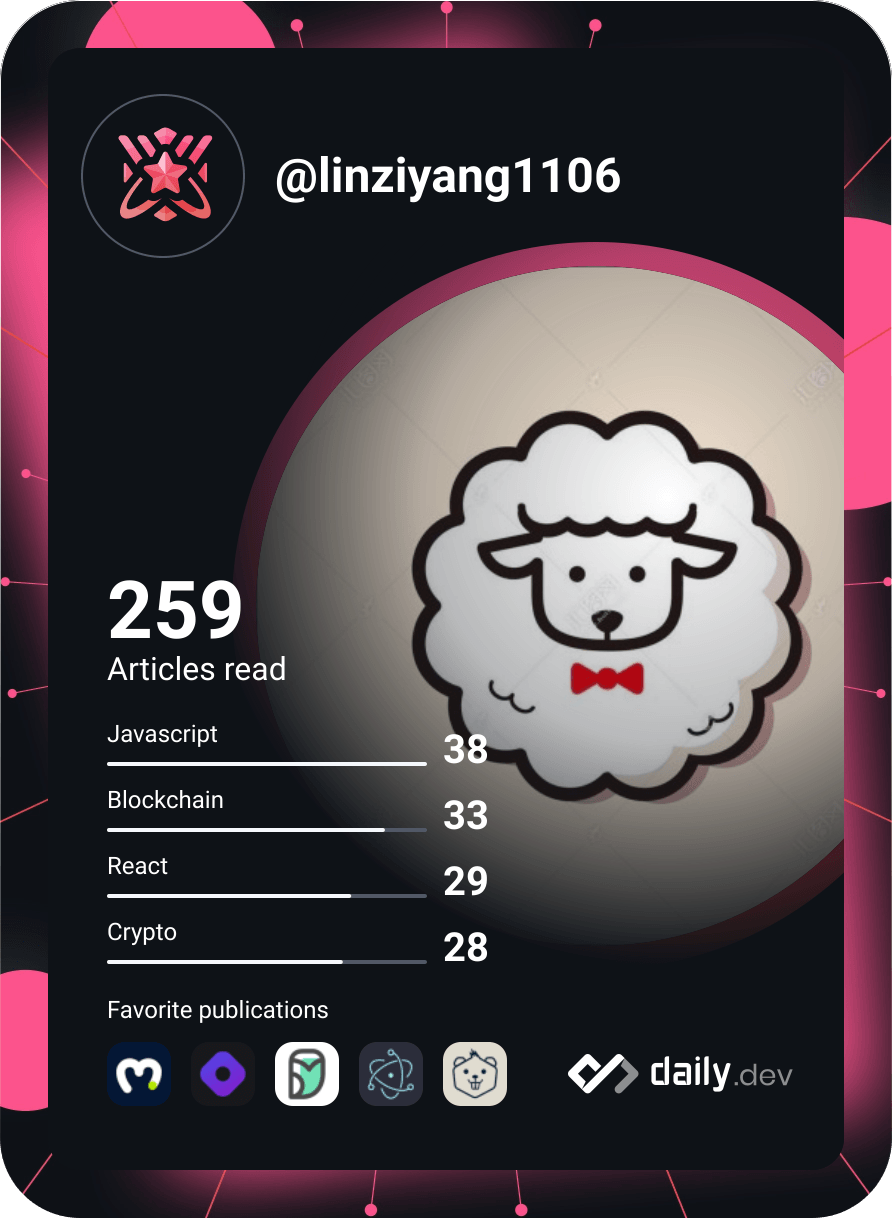 @linziyang1106
259
Articles read
Javascript
38
Blockchain
33
React
29
Crypto
28
Favorite publications
daily.dev